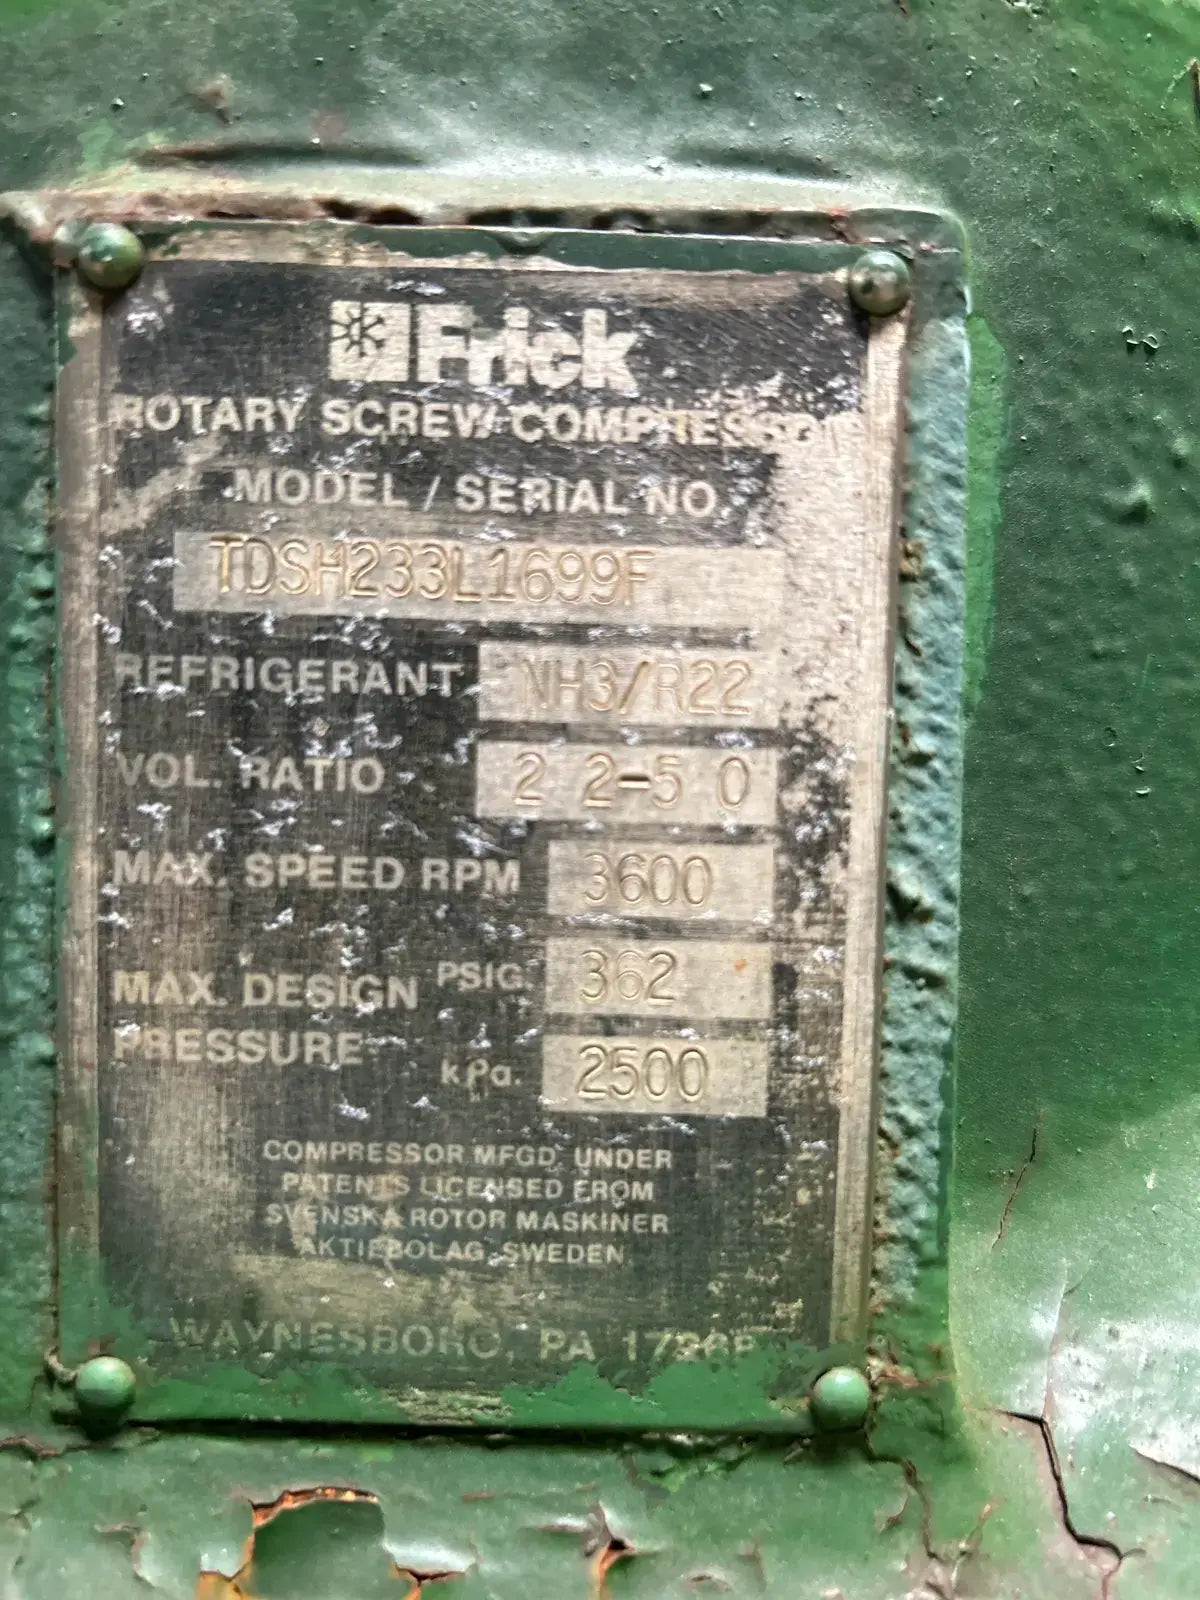 Frick
ROTARY SCREW COMPRESSO
MODEL / SERIAL NO.
TDSH233L1699F
REFRIGERANT NH3/R22
VOL. RATIO 2 2-5 0
MAX. SPEED RPM 3600
MAX. DESIGN PSIG. 362
PRESSURE kPa. 2500
COMPRESSOR MFGD. UNDER
PATENTS LICENSED FROM
SVENSKA ROTOR MASKINER
AKTIEBOLAG, SWEDEN
WAYNESBORO, PA